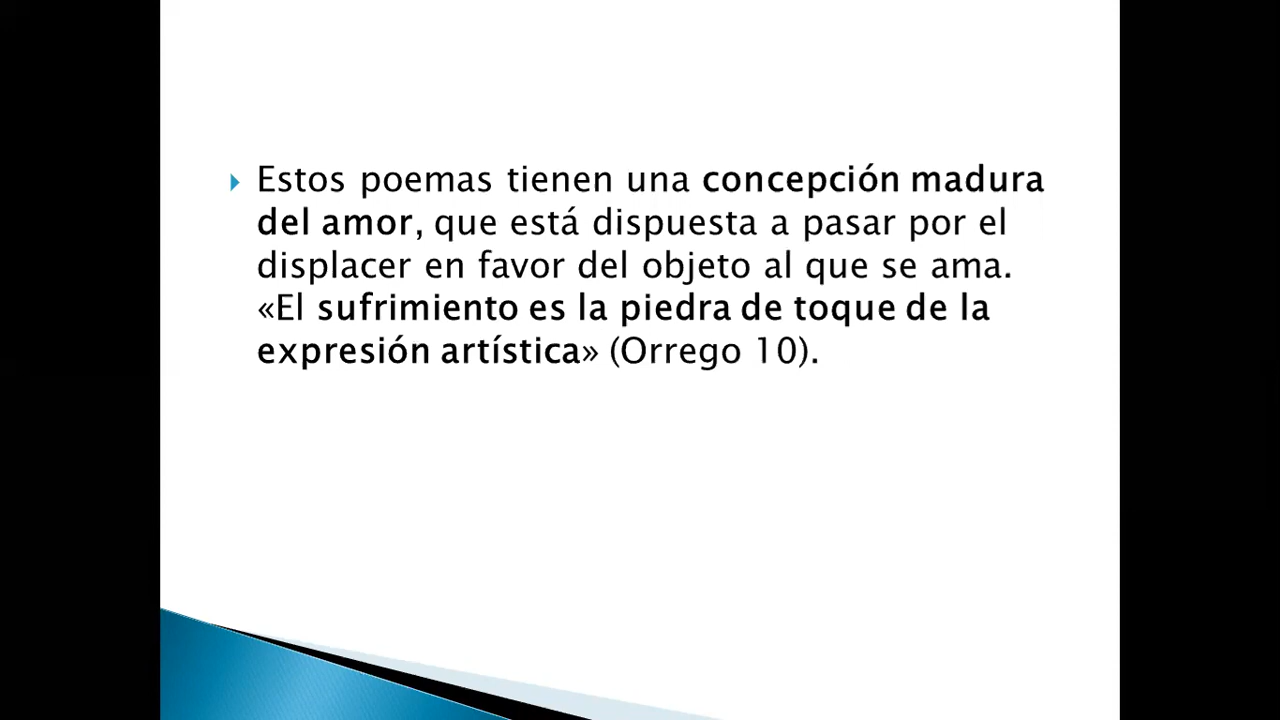 Estos poemas tienen una concepción madura
del amor, que está dispuesta a pasar por el
displacer en favor del objeto al que se ama.
«El sufrimiento es la piedra de toque de la
expresión artística» (Orrego 10).